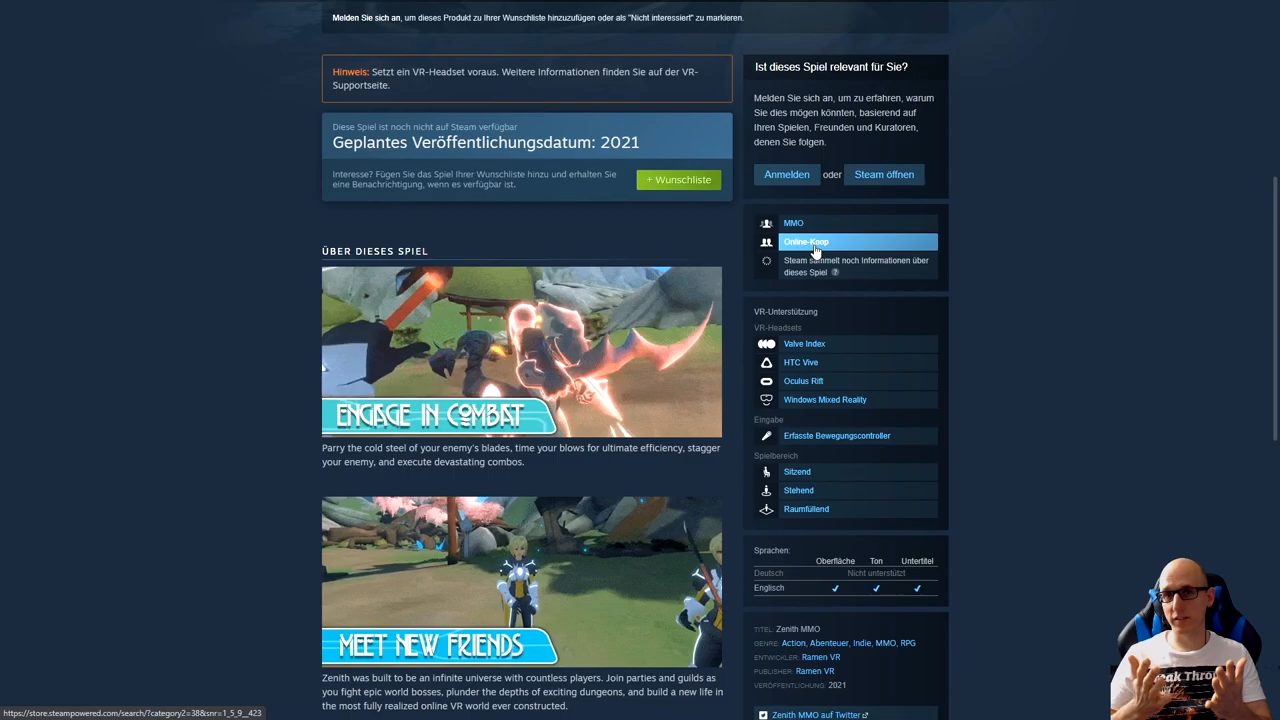 Melden Sie sich an, um dieses Produkt zu Ihrer Wunschliste hinzuzufügen oder als "Nicht interessiert" zu markieren.
Hinweis: Setzt ein VR-Headset voraus. Weitere Informationen finden Sie auf der VR-
Supportseite.
Diese Spiel ist noch nicht auf Steam verfügbar
Geplantes Veröffentlichungsdatum: 2021
Interesse? Fügen Sie das Spiel Ihrer Wunschliste hinzu und erhalten Sie
eine Benachrichtigung, wenn es verfügbar ist.
+ Wunschliste
ÜBER DIESES SPIEL
ENGAGE IN COMBAT
Parry the cold steel of your enemy's blades, time your blows for ultimate efficiency, stagger
your enemy, and execute devastating combos.
MEET NEW FRIENDS
Zenith was built to be an infinite universe with countless players. Join parties and guilds as
you fight epic world bosses, plunder the depths of exciting dungeons, and build a new life in
the most fully realized online VR world ever constructed.
Ist dieses Spiel relevant für Sie?
Melden Sie sich an, um zu erfahren, warum
Sie dies mögen könnten, basierend auf
Ihren Spielen, Freunden und Kuratoren,
denen Sie folgen.
Anmelden oder Steam öffnen
MMO
Online-Koop
Steam sammelt noch Informationen über
dieses Spiel ?
VR-Unterstützung
VR-Headsets
Valve Index
HTC Vive
Oculus Rift
Windows Mixed Reality
Eingabe
Erfasste Bewegungscontroller
Spielbereich
Sitzend
Stehend
Raumfüllend
Sprachen:
Oberfläche Ton Untertitel
Deutsch Nicht unterstützt
Englisch ✔ ✔ ✔
TITEL: Zenith MMO
GENRE: Action, Abenteuer, Indie, MMO, RPG
ENTWICKLER: Ramen VR
PUBLISHER: Ramen VR
VERÖFFENTLICHUNG: 2021
Zenith MMO auf Twitter
https://store.steampowered.com/search/?category2=38&snr=1_5_9__423